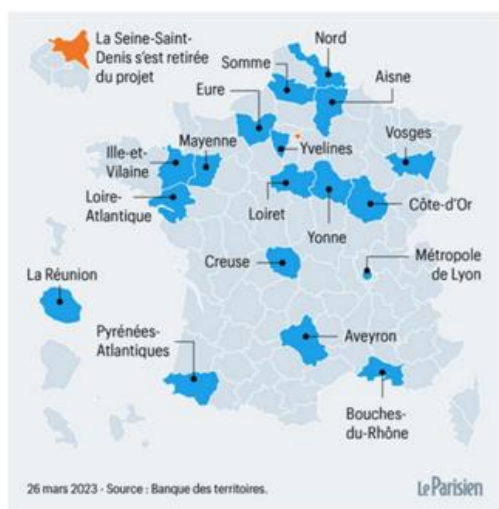 La Seine-Saint-
Denis s'est retirée
du projet
Nord
Somme
Aisne
Eure
Vosges
Mayenne
Yvelines
Ille-et-
Vilaine
Loire-
Atlantique
Loiret
Yonne
Côte-d'Or
Creuse
Métropole
de Lyon
La Réunion
Pyrénées-
Atlantiques
Aveyron
Bouches-
du-Rhône
26 mars 2023 - Source : Banque des territoires.
Le Parisien